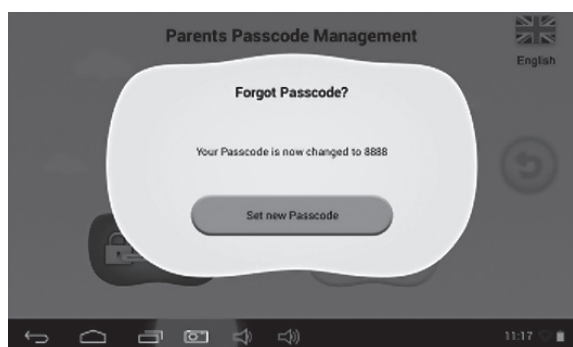 Parents Passcode Management
English
Forgot Passcode?
Your Passcode is now changed to 8888
Set new Passcode
11:17